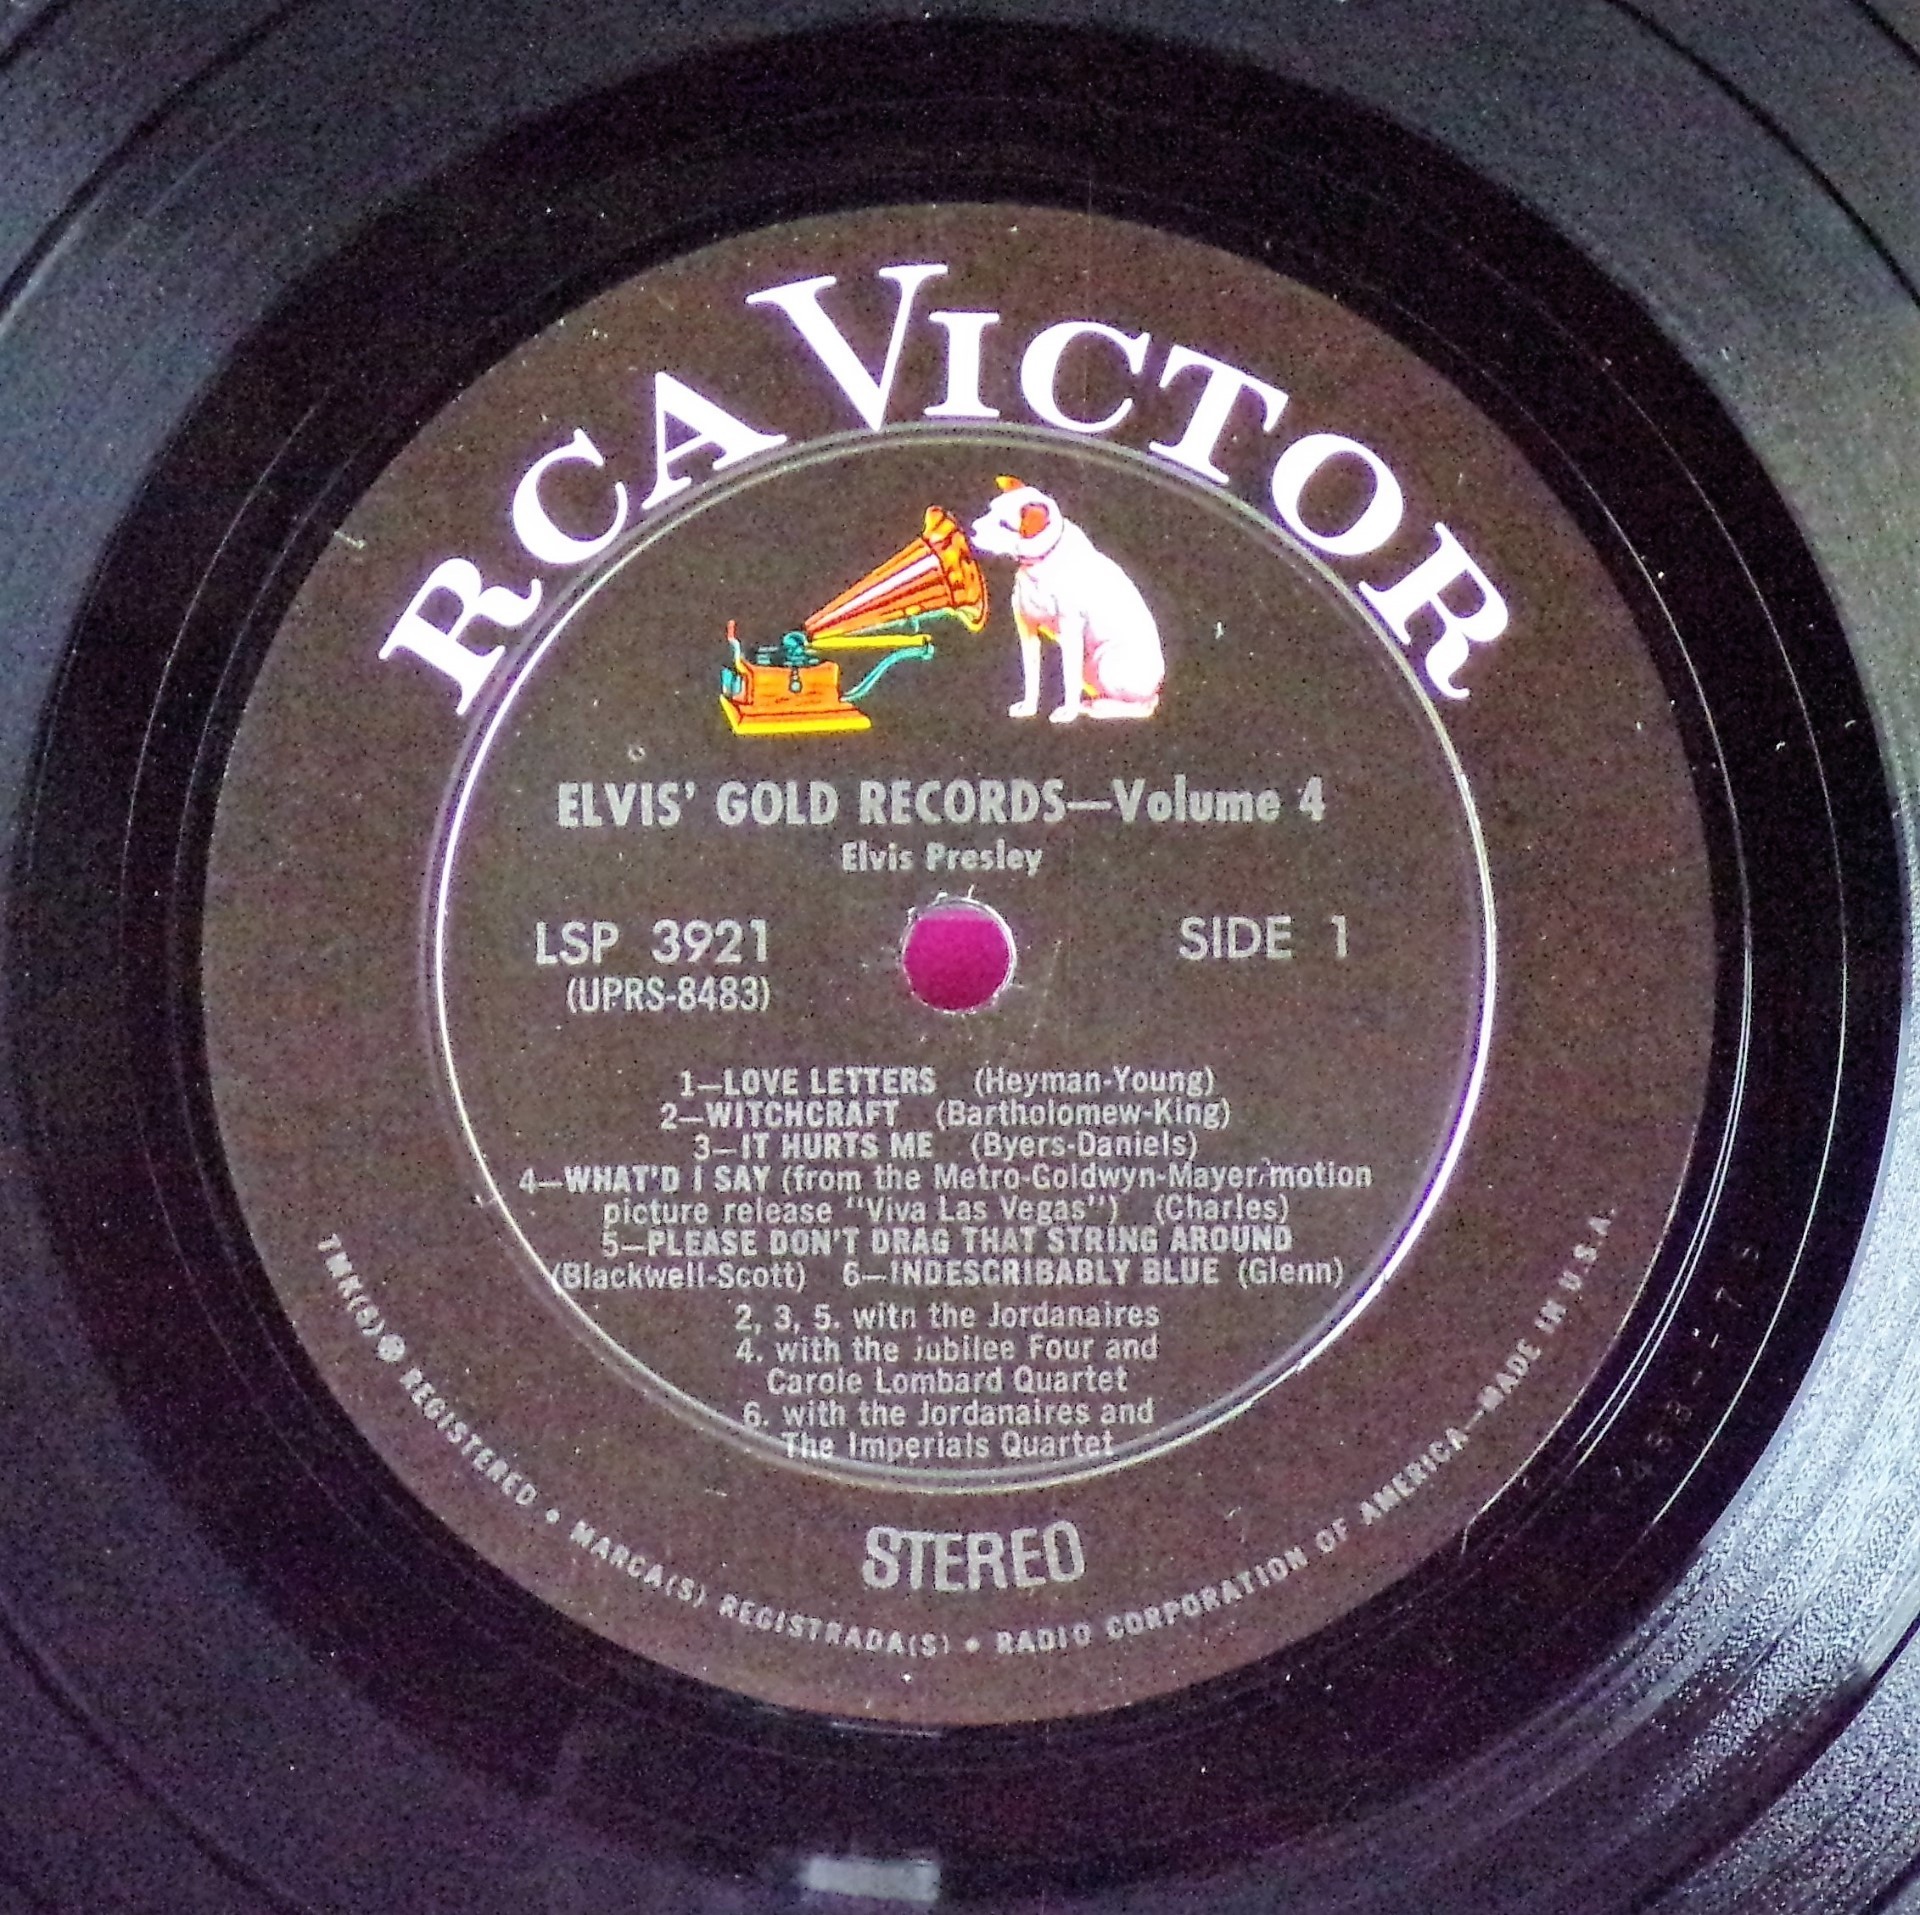 RCA VICTOR
ELVIS' GOLD RECORDS—Volume 4
Elvis Presley
LSP 3921
(UPRS-8483)
SIDE 1
1—LOVE LETTERS (Heyman-Young)
2—WITCHCRAFT (Bartholomew-King)
3—IT HURTS ME (Byers-Daniels)
4—WHAT'D I SAY (from the Metro-Goldwyn-Mayer motion
picture release "Viva Las Vegas") (Charles)
5—PLEASE DON'T DRAG THAT STRING AROUND
(Blackwell-Scott) 6—INDESCRIBABLY BLUE (Glenn)
2, 3, 5. with the Jordanaires
4. with the Jubilee Four and
Carole Lombard Quartet
6. with the Jordanaires and
The Imperials Quartet
STEREO
TMK(S) ® REGISTERED • MARCA(S) REGISTRADA(S) • RADIO CORPORATION OF AMERICA—MADE IN U.S.A.